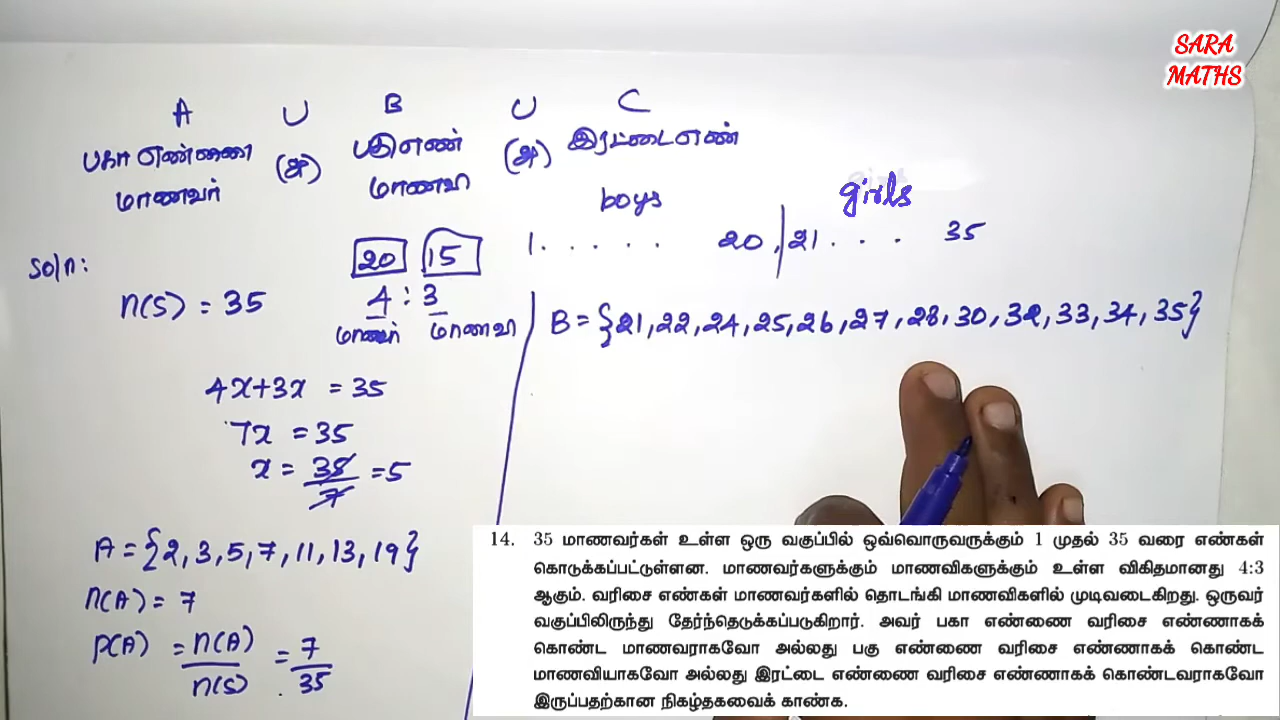 SARA
MATHS
A U B U C
பகா எண்ணை (அ) பகுஎண் (அ) இரட்டைஎண்
மாணவர் மாணவி
boys girls
soln:
20 15
1 . . . . . 20, | 21 . . . 35
n(S) = 35
4 : 3
மாணவர் மாணவி
B = {21, 22, 24, 25, 26, 27, 28, 30, 32, 33, 34, 35}
4x+3x = 35
7x = 35
x = 35/7 = 5
A = {2, 3, 5, 7, 11, 13, 19}
n(A) = 7
P(A) = n(A)/n(S) = 7/35
14. 35 மாணவர்கள் உள்ள ஒரு வகுப்பில் ஒவ்வொருவருக்கும் 1 முதல் 35 வரை எண்கள்
கொடுக்கப்பட்டுள்ளன. மாணவர்களுக்கும் மாணவிகளுக்கும் உள்ள விகிதமானது 4:3
ஆகும். வரிசை எண்கள் மாணவர்களில் தொடங்கி மாணவிகளில் முடிவடைகிறது. ஒருவர்
வகுப்பிலிருந்து தேர்ந்தெடுக்கப்படுகிறார். அவர் பகா எண்ணை வரிசை எண்ணாகக்
கொண்ட மாணவராகவோ அல்லது பகு எண்ணை வரிசை எண்ணாகக் கொண்ட
மாணவியாகவோ அல்லது இரட்டை எண்ணை வரிசை எண்ணாகக் கொண்டவராகவோ
இருப்பதற்கான நிகழ்தகவைக் காண்க.